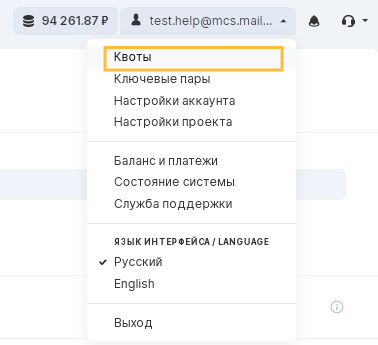 94 261.87 ₽ test.help@mcs.mail...
Квоты
Ключевые пары
Настройки аккаунта
Настройки проекта
Баланс и платежи
Состояние системы
Служба поддержки
ЯЗЫК ИНТЕРФЕЙСА / LANGUAGE
Русский
English
Выход